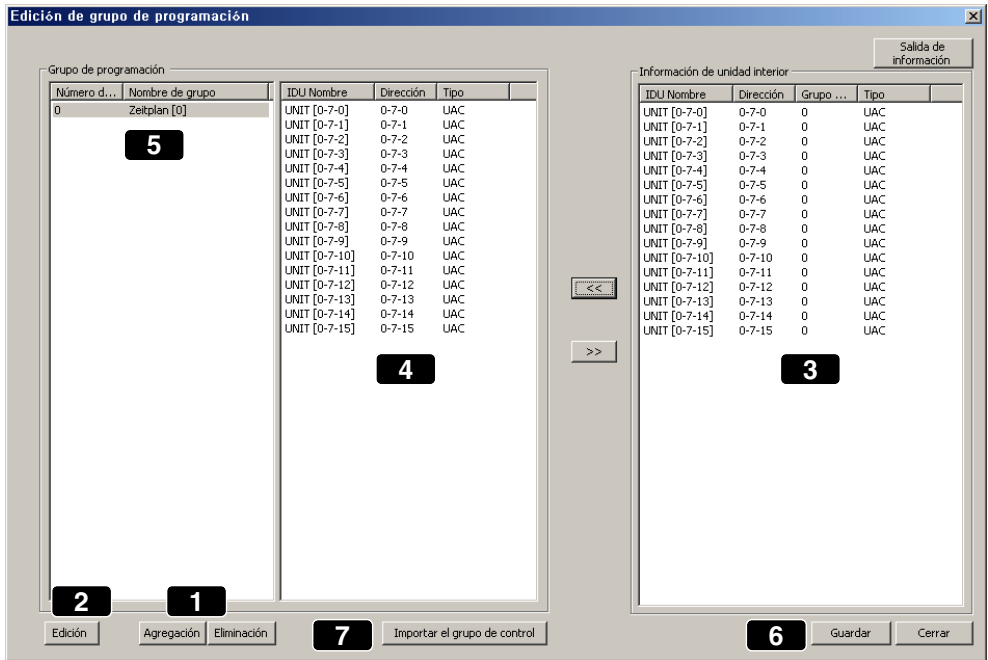 Edición de grupo de programación
Salida de
información
Grupo de programación
Número d... Nombre de grupo
0 Zeitplan [0]
5
IDU Nombre Dirección Tipo
UNIT [0-7-0] 0-7-0 UAC
UNIT [0-7-1] 0-7-1 UAC
UNIT [0-7-2] 0-7-2 UAC
UNIT [0-7-3] 0-7-3 UAC
UNIT [0-7-4] 0-7-4 UAC
UNIT [0-7-5] 0-7-5 UAC
UNIT [0-7-6] 0-7-6 UAC
UNIT [0-7-7] 0-7-7 UAC
UNIT [0-7-8] 0-7-8 UAC
UNIT [0-7-9] 0-7-9 UAC
UNIT [0-7-10] 0-7-10 UAC
UNIT [0-7-11] 0-7-11 UAC
UNIT [0-7-12] 0-7-12 UAC
UNIT [0-7-13] 0-7-13 UAC
UNIT [0-7-14] 0-7-14 UAC
UNIT [0-7-15] 0-7-15 UAC
4
<<
>>
Información de unidad interior
IDU Nombre Dirección Grupo ... Tipo
UNIT [0-7-0] 0-7-0 0 UAC
UNIT [0-7-1] 0-7-1 0 UAC
UNIT [0-7-2] 0-7-2 0 UAC
UNIT [0-7-3] 0-7-3 0 UAC
UNIT [0-7-4] 0-7-4 0 UAC
UNIT [0-7-5] 0-7-5 0 UAC
UNIT [0-7-6] 0-7-6 0 UAC
UNIT [0-7-7] 0-7-7 0 UAC
UNIT [0-7-8] 0-7-8 0 UAC
UNIT [0-7-9] 0-7-9 0 UAC
UNIT [0-7-10] 0-7-10 0 UAC
UNIT [0-7-11] 0-7-11 0 UAC
UNIT [0-7-12] 0-7-12 0 UAC
UNIT [0-7-13] 0-7-13 0 UAC
UNIT [0-7-14] 0-7-14 0 UAC
UNIT [0-7-15] 0-7-15 0 UAC
3
2 1
Edición Agregación Eliminación 7 Importar el grupo de control 6 Guardar Cerrar